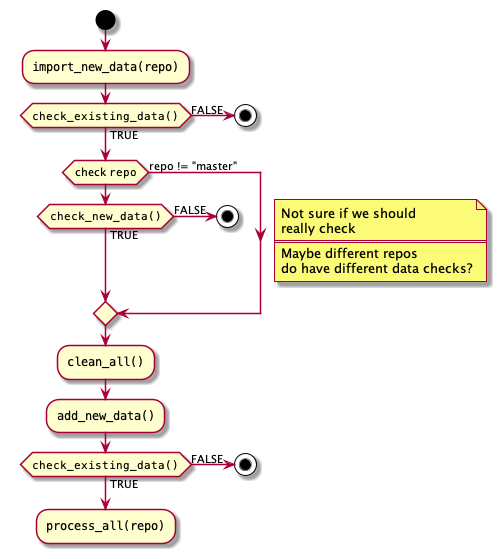 import_new_data(repo)
check_existing_data()
FALSE
TRUE
check repo
repo != "master"
check_new_data()
FALSE
TRUE
Not sure if we should
really check
Maybe different repos
do have different data checks?
clean_all()
add_new_data()
check_existing_data()
FALSE
TRUE
process_all(repo)